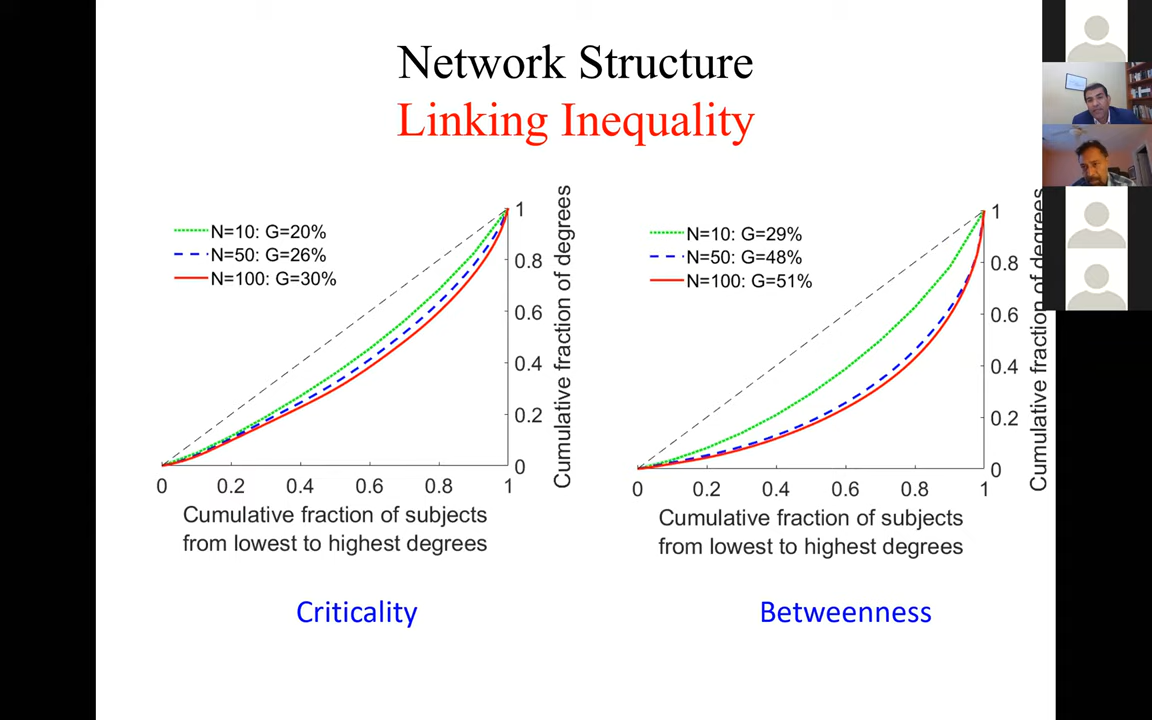 Network Structure
Linking Inequality
N=10: G=20%
N=50: G=26%
N=100: G=30%
1
0.8
0.6
0.4
0.2
0
Cumulative fraction of degrees
0 0.2 0.4 0.6 0.8 1
Cumulative fraction of subjects
from lowest to highest degrees
Criticality
N=10: G=29%
N=50: G=48%
N=100: G=51%
1
0.8
0.6
0.4
0.2
0
Cumulative fraction of degrees
0 0.2 0.4 0.6 0.8 1
Cumulative fraction of subjects
from lowest to highest degrees
Betweenness